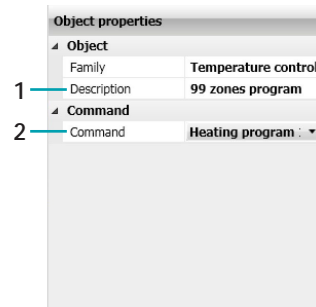 Object properties
Object
Family Temperature control
1 Description 99 zones program
Command
2 Command Heating program